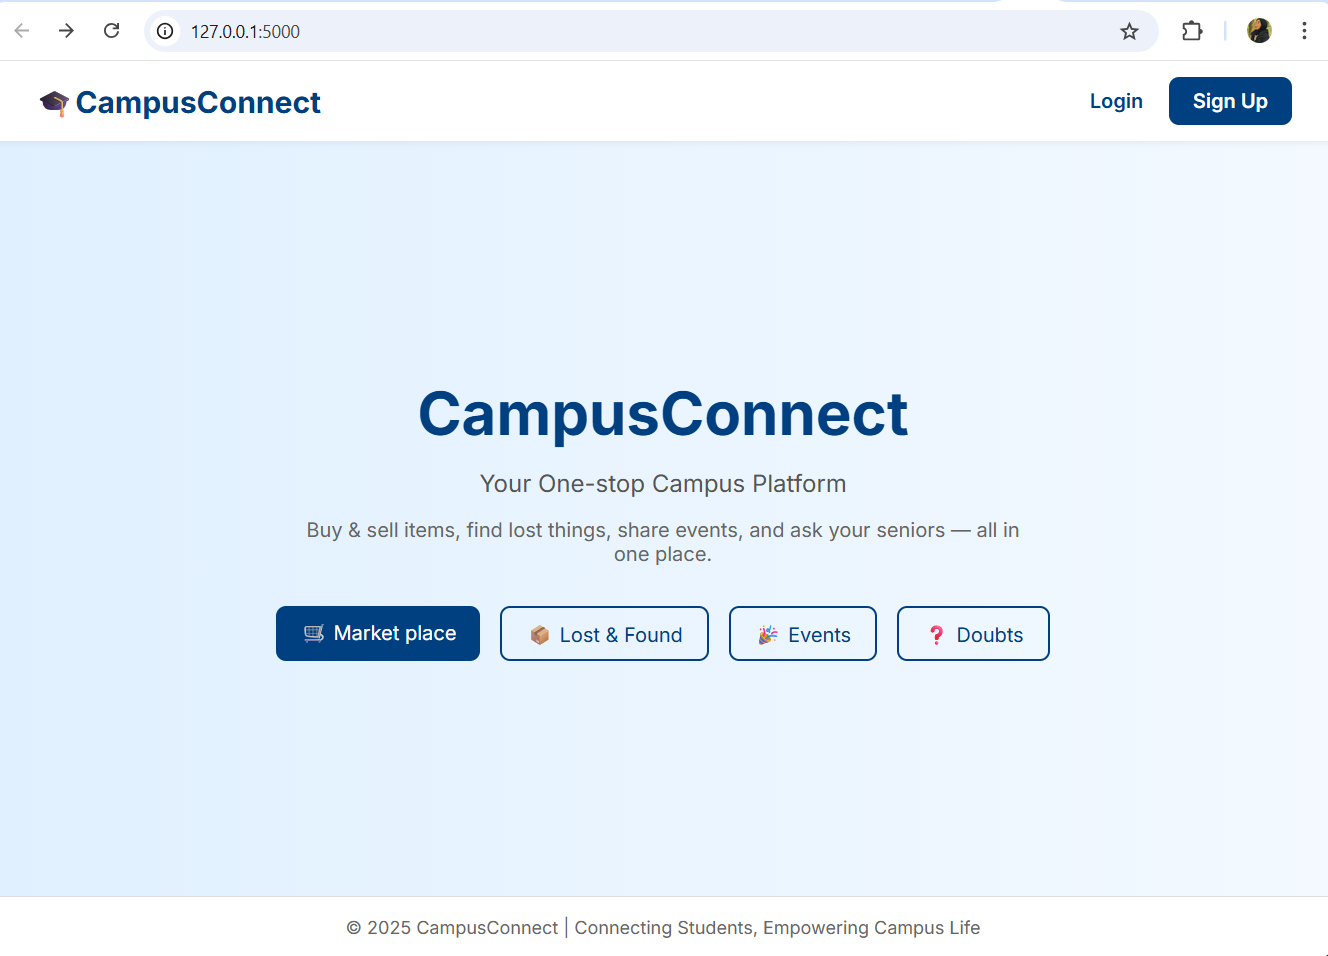 127.0.0.1:5000
CampusConnect
Login
Sign Up
CampusConnect
Your One-stop Campus Platform
Buy & sell items, find lost things, share events, and ask your seniors — all in
one place.
Market place
Lost & Found
Events
Doubts
© 2025 CampusConnect | Connecting Students, Empowering Campus Life